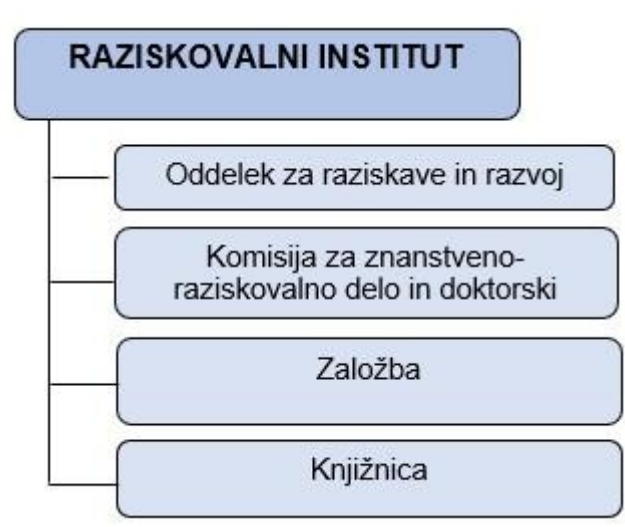 RAZISKOVALNI INSTITUT
Oddelek za raziskave in razvoj
Komisija za znanstveno-
raziskovalno delo in doktorski
Založba
Knjižnica